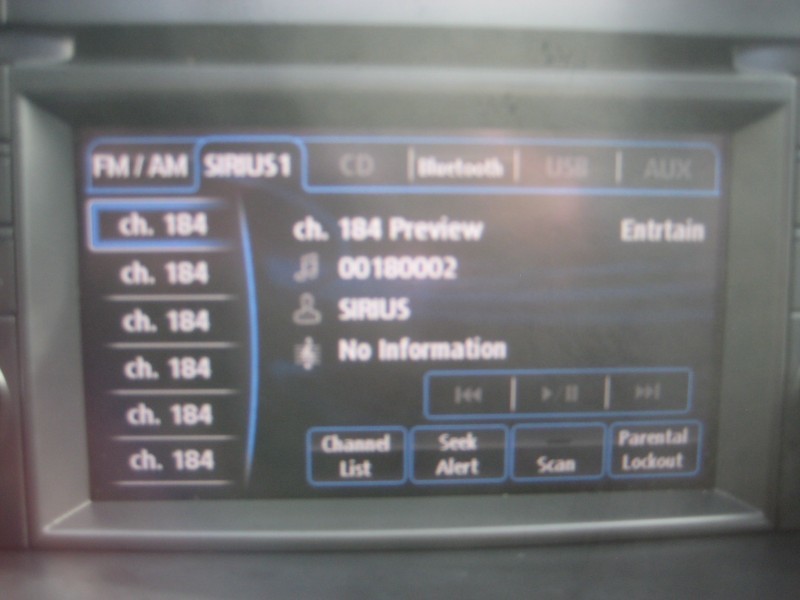 FM / AM SIRIUS1 CD Bluetooth USB AUX
ch. 184
ch. 184
ch. 184
ch. 184
ch. 184
ch. 184
ch. 184 Preview Entrtain
00180002
SIRIUS
No Information
Channel List
Seek Alert
Scan
Parental Lockout